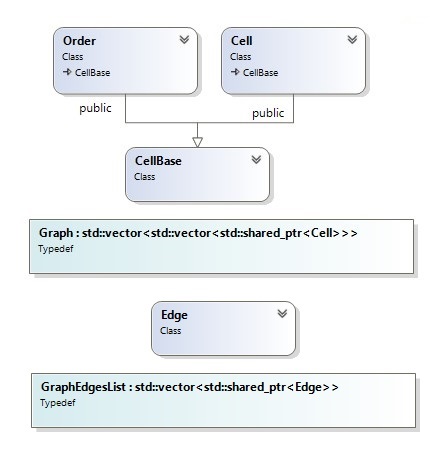 Order
Class
CellBase
Cell
Class
CellBase
public
public
CellBase
Class
Graph : std::vector<std::vector<std::shared_ptr<Cell>>>
Typedef
Edge
Class
GraphEdgesList : std::vector<std::shared_ptr<Edge>>
Typedef